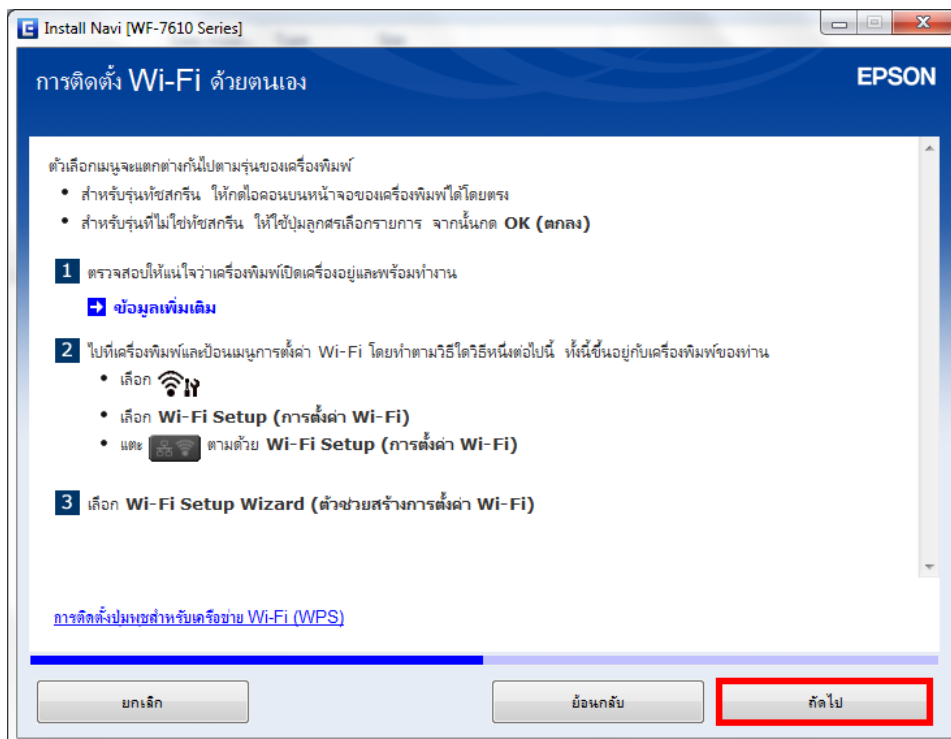 Install Navi [WF-7610 Series]
การติดตั้ง Wi-Fi ด้วยตนเอง
EPSON
ตัวเลือกเมนูจะแตกต่างกันไปตามรุ่นของเครื่องพิมพ์
• สำหรับรุ่นทัชสกรีน ให้กดไอคอนบนหน้าจอของเครื่องพิมพ์ได้โดยตรง
• สำหรับรุ่นที่ไม่ใช่ทัชสกรีน ให้ใช้ปุ่มลูกศรเลือกรายการ จากนั้นกด OK (ตกลง)
1 ตรวจสอบให้แน่ใจว่าเครื่องพิมพ์เปิดเครื่องอยู่และพร้อมทำงาน
ข้อมูลเพิ่มเติม
2 ไปที่เครื่องพิมพ์และป้อนเมนูการตั้งค่า Wi-Fi โดยทำตามวิธีใดวิธีหนึ่งต่อไปนี้ ทั้งนี้ขึ้นอยู่กับเครื่องพิมพ์ของท่าน
• เลือก
• เลือก Wi-Fi Setup (การตั้งค่า Wi-Fi)
• แตะ ตามด้วย Wi-Fi Setup (การตั้งค่า Wi-Fi)
3 เลือก Wi-Fi Setup Wizard (ตัวช่วยสร้างการตั้งค่า Wi-Fi)
การติดตั้งปุ่มพุชสำหรับเครือข่าย Wi-Fi (WPS)
ยกเลิก ย้อนกลับ ถัดไป